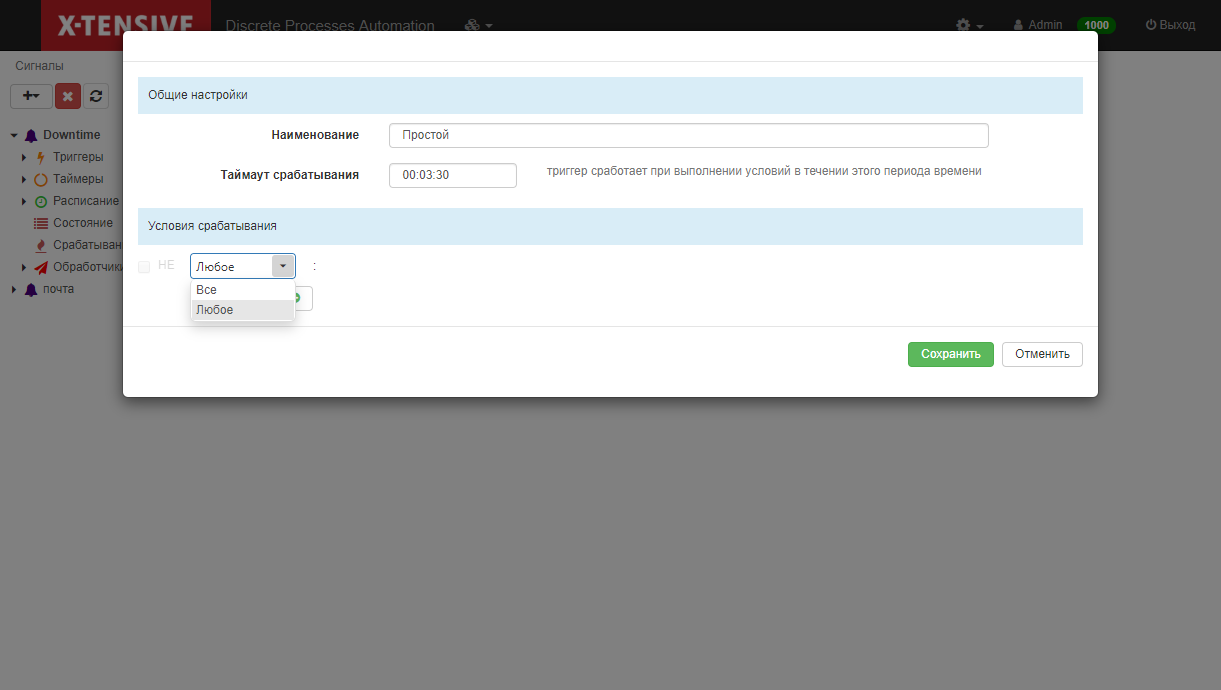 X-TENSIVE Discrete Processes Automation Admin 1000 Выход
Сигналы
Downtime
Триггеры
Таймеры
Расписание
Состояние
Обработчики
почта
Общие настройки
Наименование Простой
Таймаут срабатывания 00:03:30 триггер сработает при выполнении условий в течении этого периода времени
Условия срабатывания
НЕ Любое :
Все
Любое
Сохранить Отменить